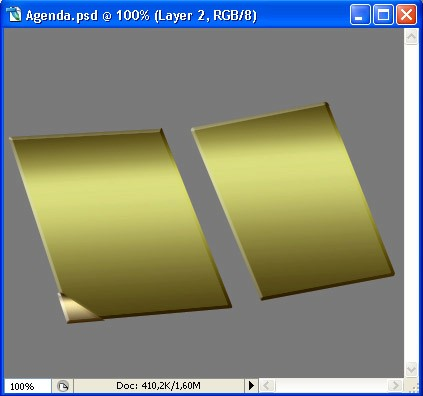 Agenda.psd @ 100% (Layer 2, RGB/8)
100%
Doc: 410,2K/1,60M